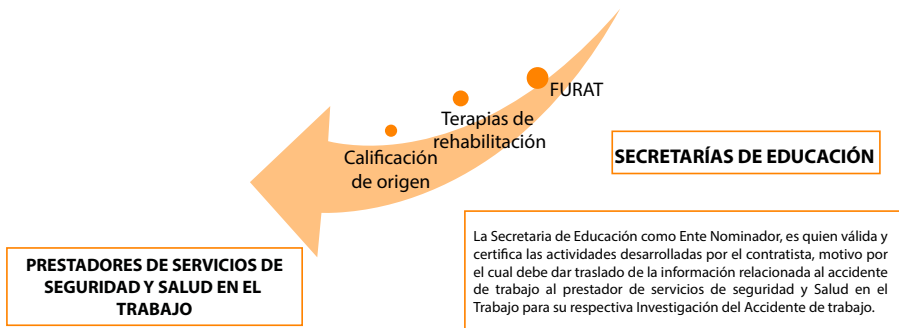 FURAT
Terapias de
rehabilitación
Calificación
de origen
SECRETARÍAS DE EDUCACIÓN
La Secretaria de Educación como Ente Nominador, es quien válida y
certifica las actividades desarrolladas por el contratista, motivo por
el cual debe dar traslado de la información relacionada al accidente
de trabajo al prestador de servicios de seguridad y Salud en el
Trabajo para su respectiva Investigación del Accidente de trabajo.
PRESTADORES DE SERVICIOS DE
SEGURIDAD Y SALUD EN EL
TRABAJO